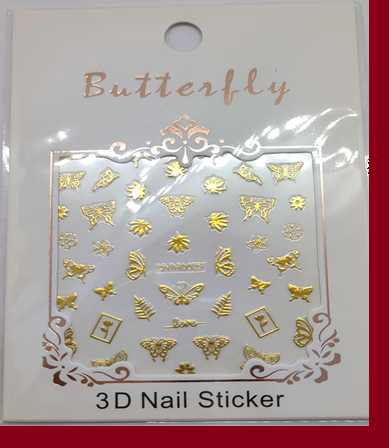 Butterfly
love
3D Nail Sticker